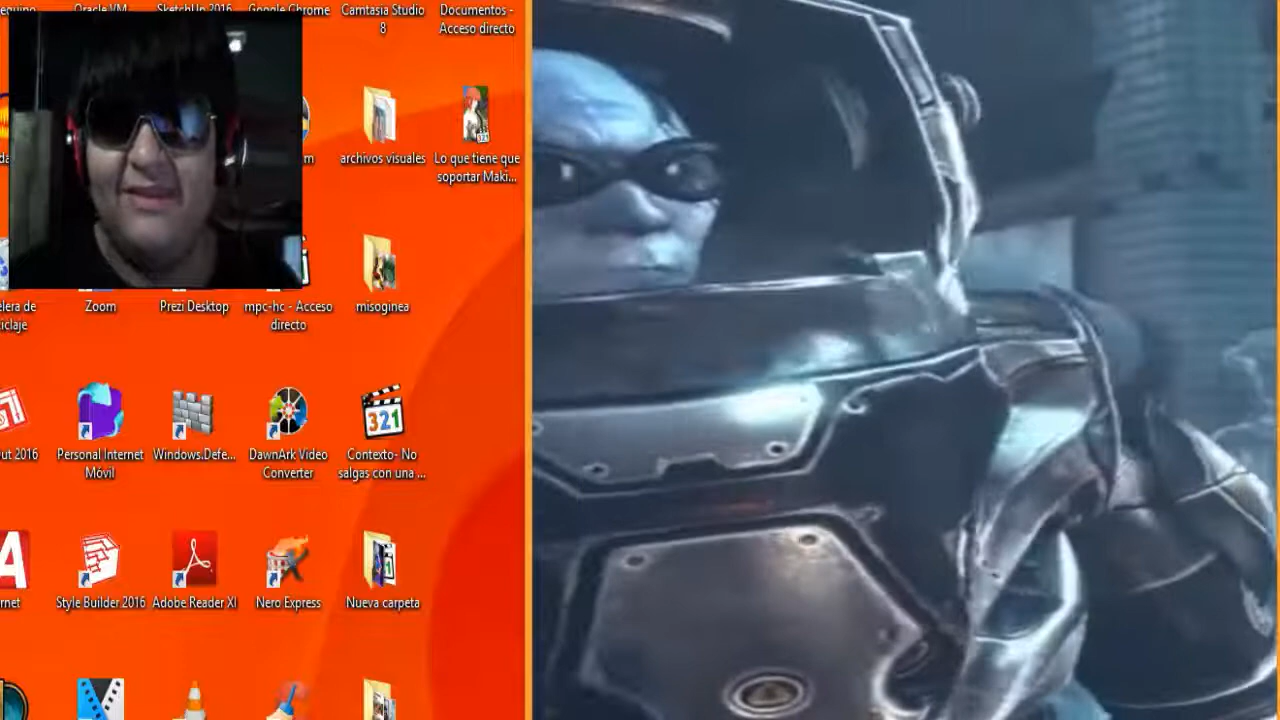 Oracle VM
SketchUp 2016
Google Chrome
Camtasia Studio
8
Documentos -
Acceso directo
archivos visuales
Lo que tiene que
soportar Maki...
Zoom
Prezi Desktop
mpc-hc - Acceso
directo
misoginea
Personal Internet
Móvil
Windows.Defe...
DawnArk Video
Converter
321
Contexto- No
salgas con una ...
Style Builder 2016
Adobe Reader XI
Nero Express
Nueva carpeta